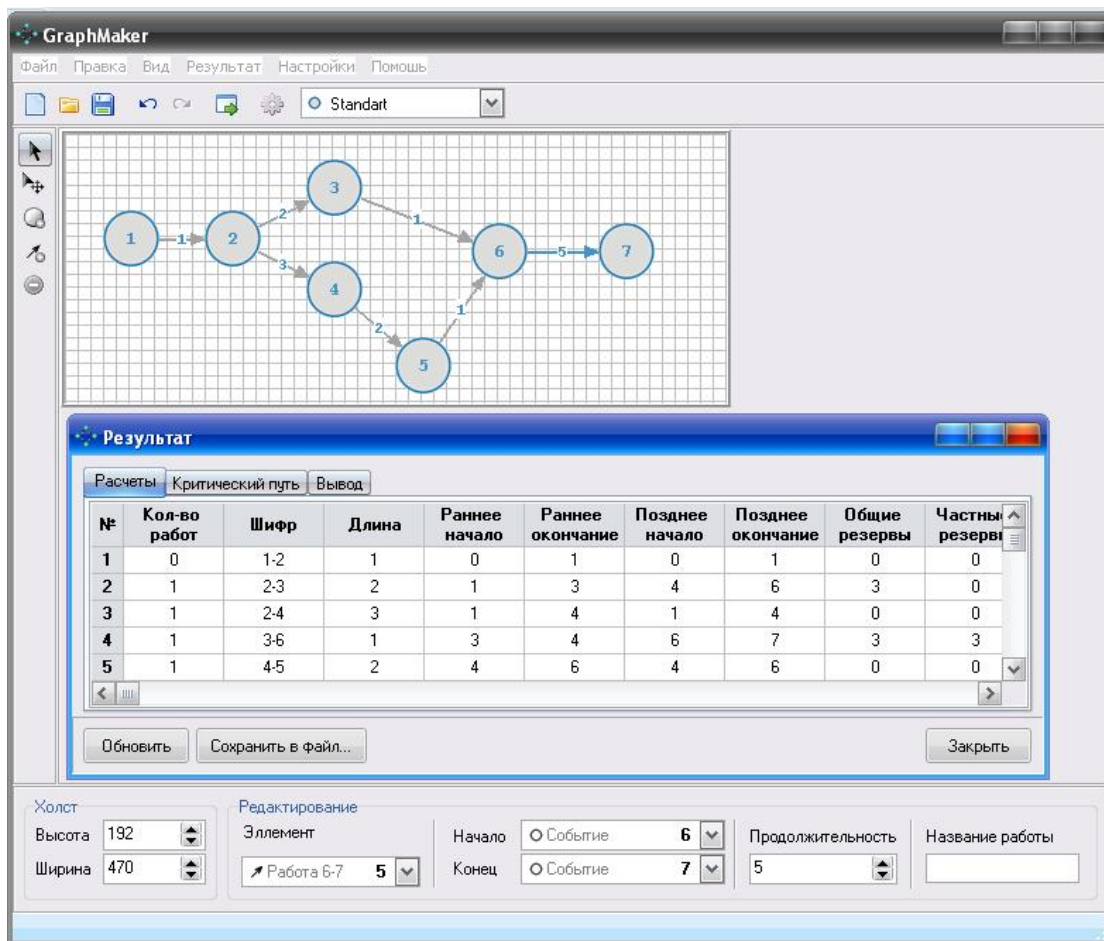 GraphMaker
Файл Правка Вид Результат Настройки Помошь
Standart
3
2
1
1
1
2
6
5
7
3
4
1
2
5
Результат
Расчеты Критический путь Вывод
№ Кол-во работ Шифр Длина Раннее начало Раннее окончание Позднее начало Позднее окончание Общие резервы Частны резерв
1 0 1-2 1 0 1 0 1 0 0
2 1 2-3 2 1 3 4 6 3 0
3 1 2-4 3 1 4 1 4 0 0
4 1 3-6 1 3 4 6 7 3 3
5 1 4-5 2 4 6 4 6 0 0
Обновить Сохранить в файл... Закрыть
Холст Редактирование
Высота 192 Эллемент Начало Событие 6 Продолжительность Название работы
Ширина 470 Работа 6-7 5 Конец Событие 7 5